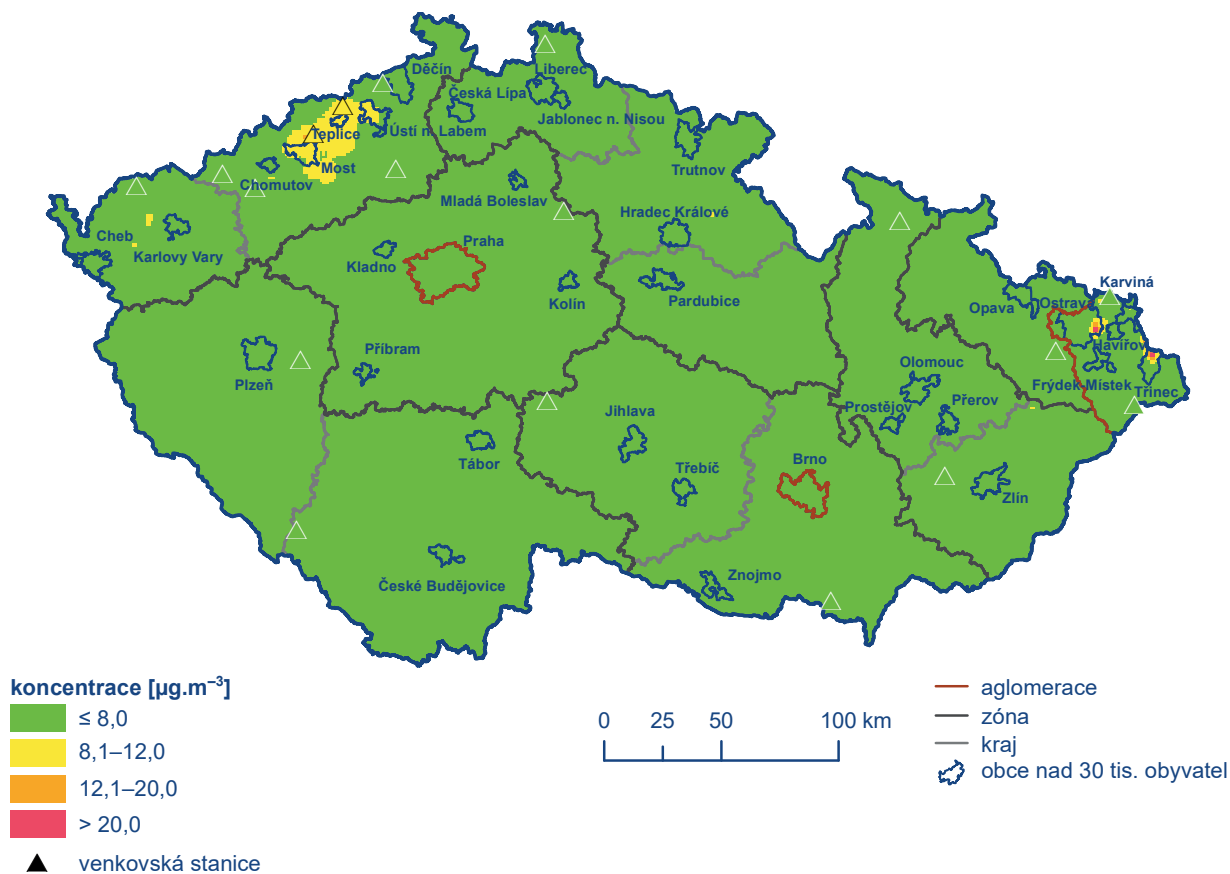 Děčín
Liberec
Česká Lípa
Jablonec n. Nisou
Teplice
Ústí n. Labem
Most
Chomutov
Trutnov
Mladá Boleslav
Hradec Králové
Cheb
Karlovy Vary
Praha
Kladno
Kolín
Pardubice
Karviná
Opava
Ostrava
Havířov
Plzeň
Příbram
Olomouc
Frýdek Místek
Třinec
Jihlava
Prostějov
Přerov
Tábor
Třebíč
Brno
Zlín
České Budějovice
Znojmo
koncentrace [µg.m⁻³]
≤ 8,0
8,1–12,0
12,1–20,0
> 20,0
venkovská stanice
0 25 50 100 km
aglomerace
zóna
kraj
obce nad 30 tis. obyvatel